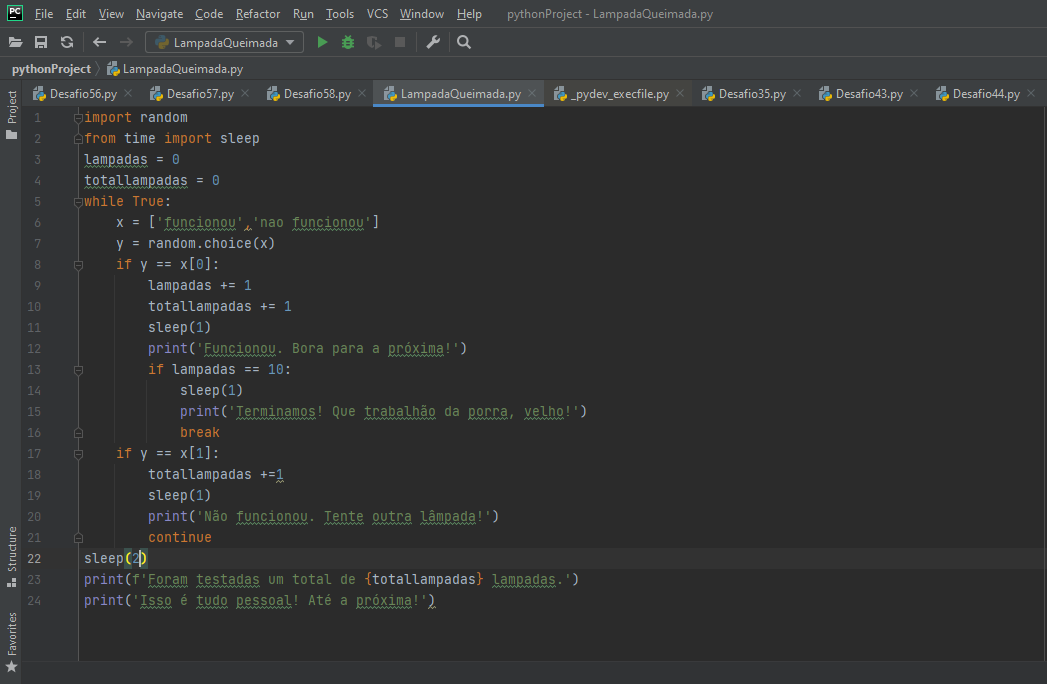 PC File Edit View Navigate Code Refactor Run Tools VCS Window Help pythonProject - LampadaQueimada.py
LampadaQueimada
pythonProject LampadaQueimada.py
Desafio56.py Desafio57.py Desafio58.py LampadaQueimada.py _pydev_execfile.py Desafio35.py Desafio43.py Desafio44.py
Project
Structure
Favorites
1 import random
2 from time import sleep
3 lampadas = 0
4 totallampadas = 0
5 while True:
6     x = ['funcionou','nao funcionou']
7     y = random.choice(x)
8     if y == x[0]:
9         lampadas += 1
10         totallampadas += 1
11         sleep(1)
12         print('Funcionou. Bora para a próxima!')
13         if lampadas == 10:
14             sleep(1)
15             print('Terminamos! Que trabalhão da porra, velho!')
16             break
17     if y == x[1]:
18         totallampadas +=1
19         sleep(1)
20         print('Não funcionou. Tente outra lâmpada!')
21         continue
22 sleep(2)
23 print(f'Foram testadas um total de {totallampadas} lampadas.')
24 print('Isso é tudo pessoal! Até a próxima!')